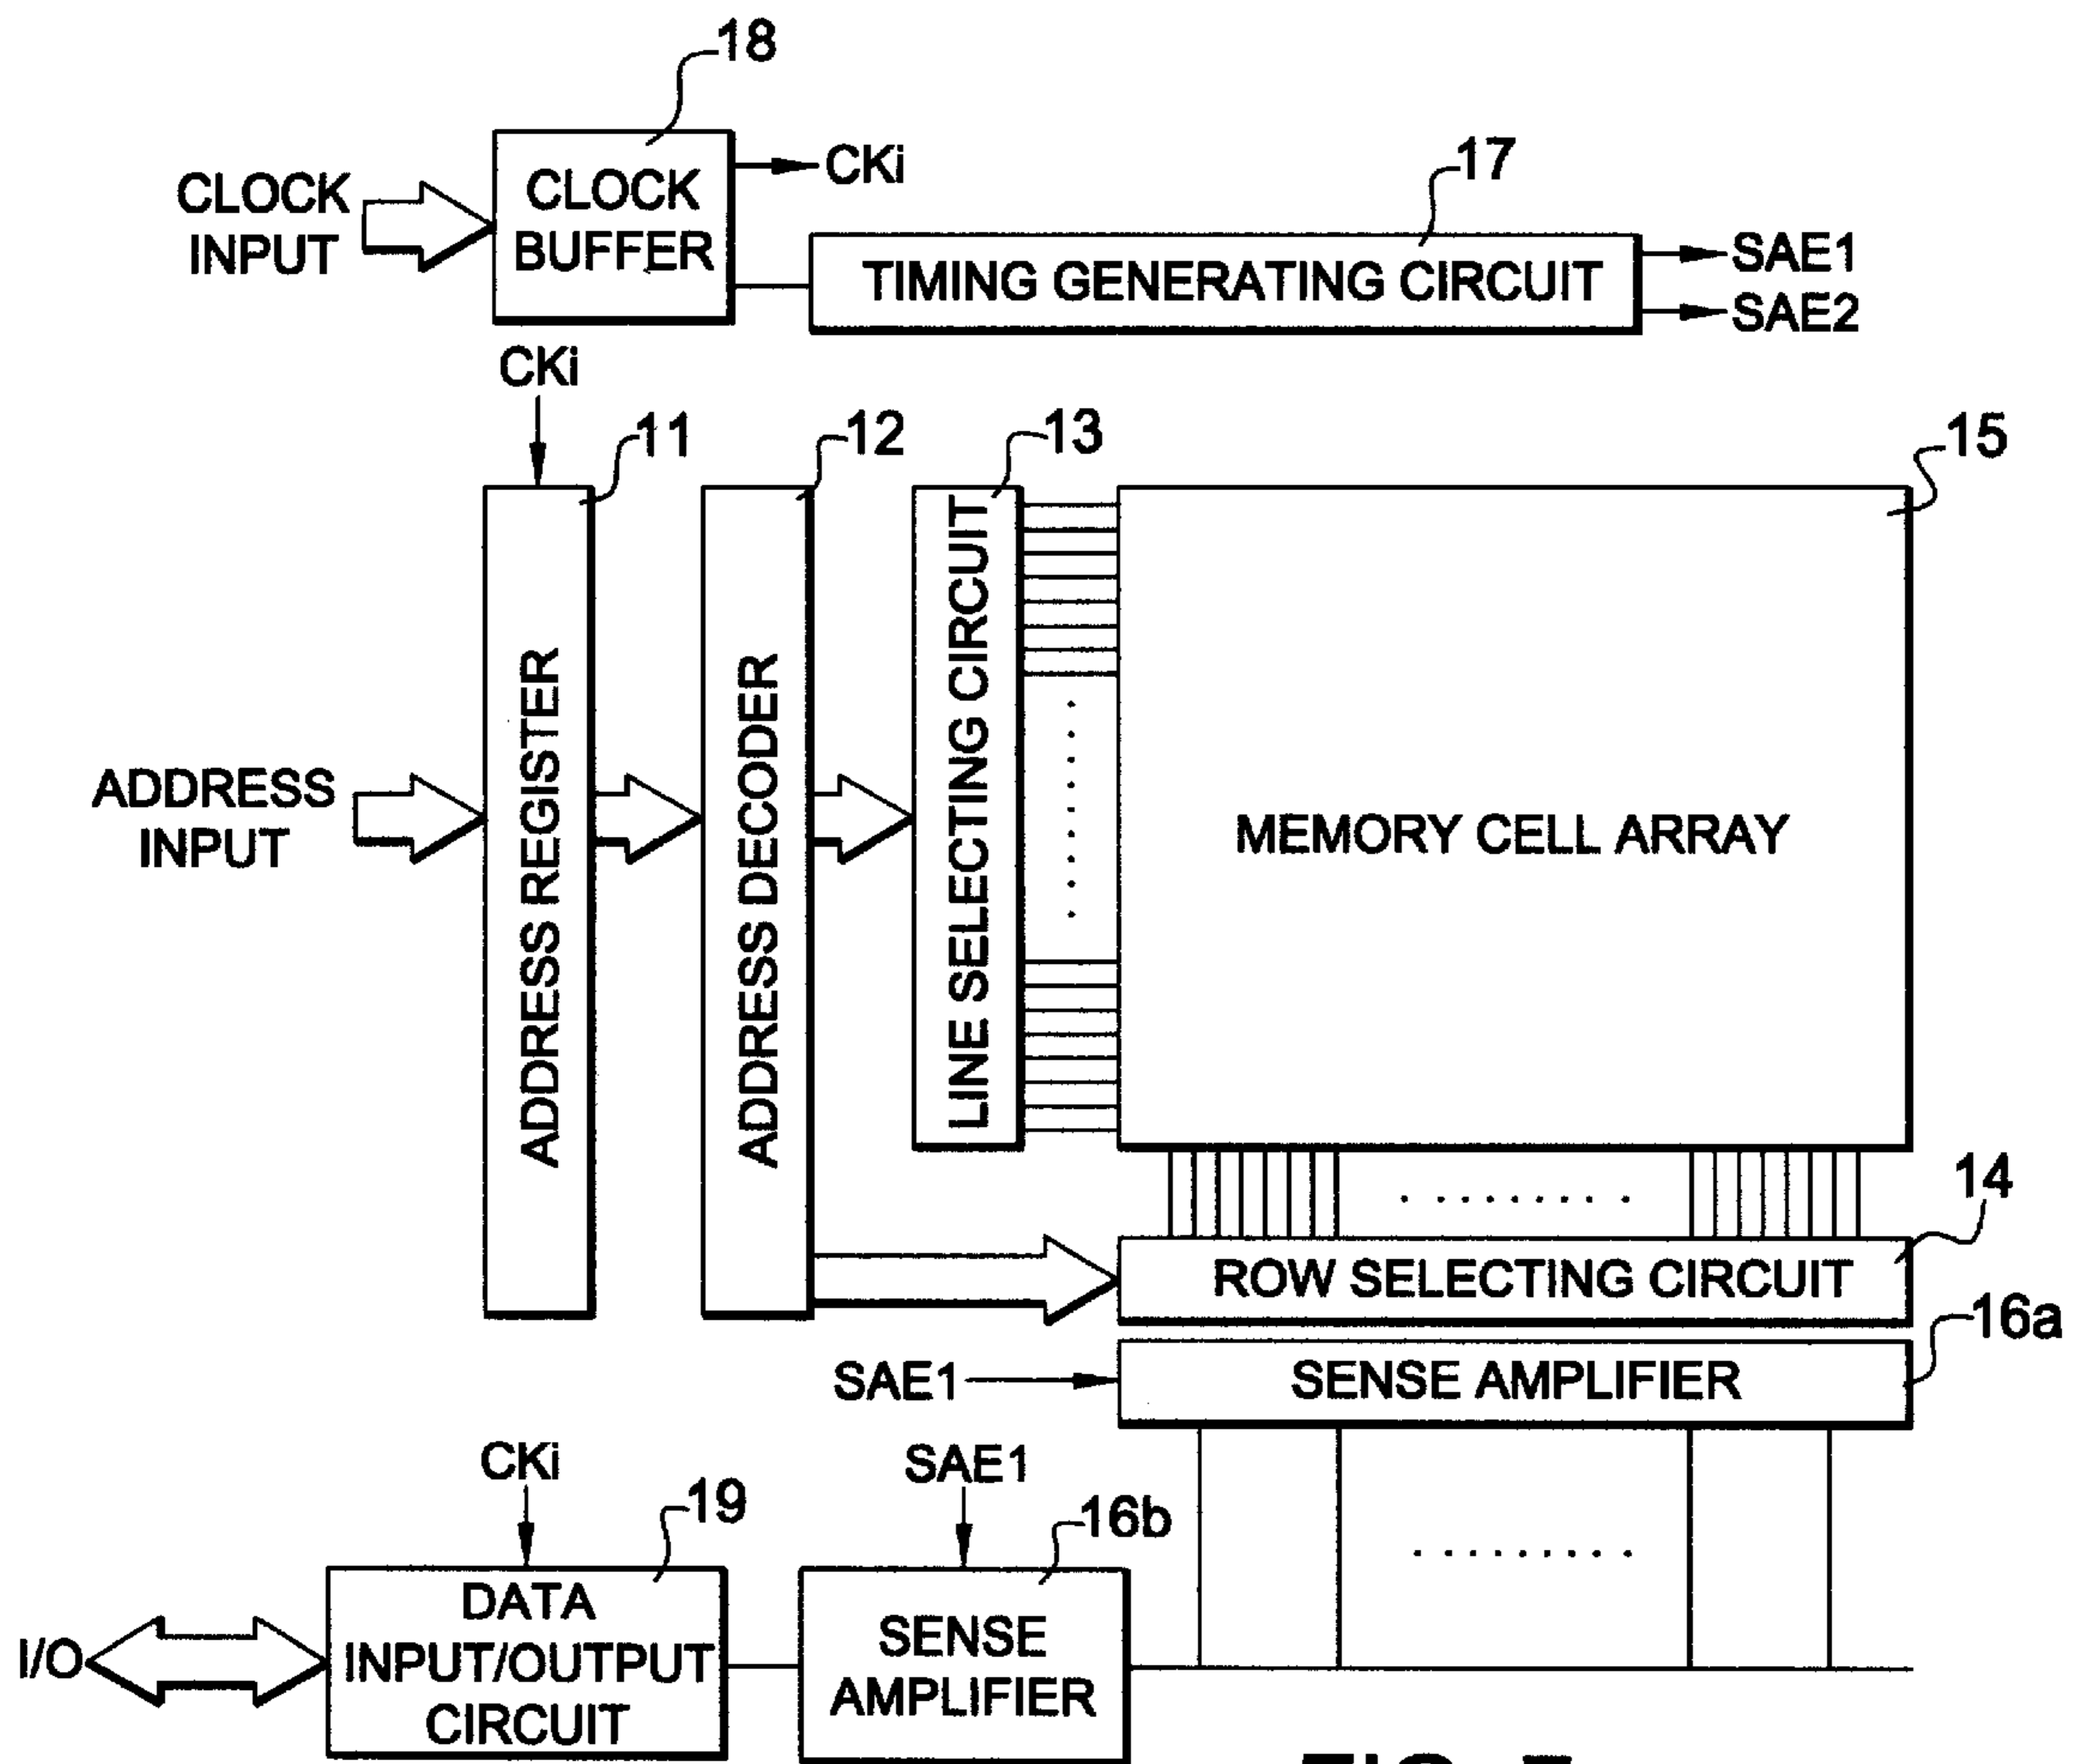 18
CLOCK
INPUT
CLOCK
BUFFER
CKi
17
TIMING GENERATING CIRCUIT
SAE1
SAE2
CKi
11
12
13
15
ADDRESS
INPUT
ADDRESS REGISTER
ADDRESS DECODER
LINE SELECTING CIRCUIT
MEMORY CELL ARRAY
14
ROW SELECTING CIRCUIT
16a
SAE1
SENSE AMPLIFIER
CKi
19
SAE1
16b
I/O
DATA
INPUT/OUTPUT
CIRCUIT
SENSE
AMPLIFIER